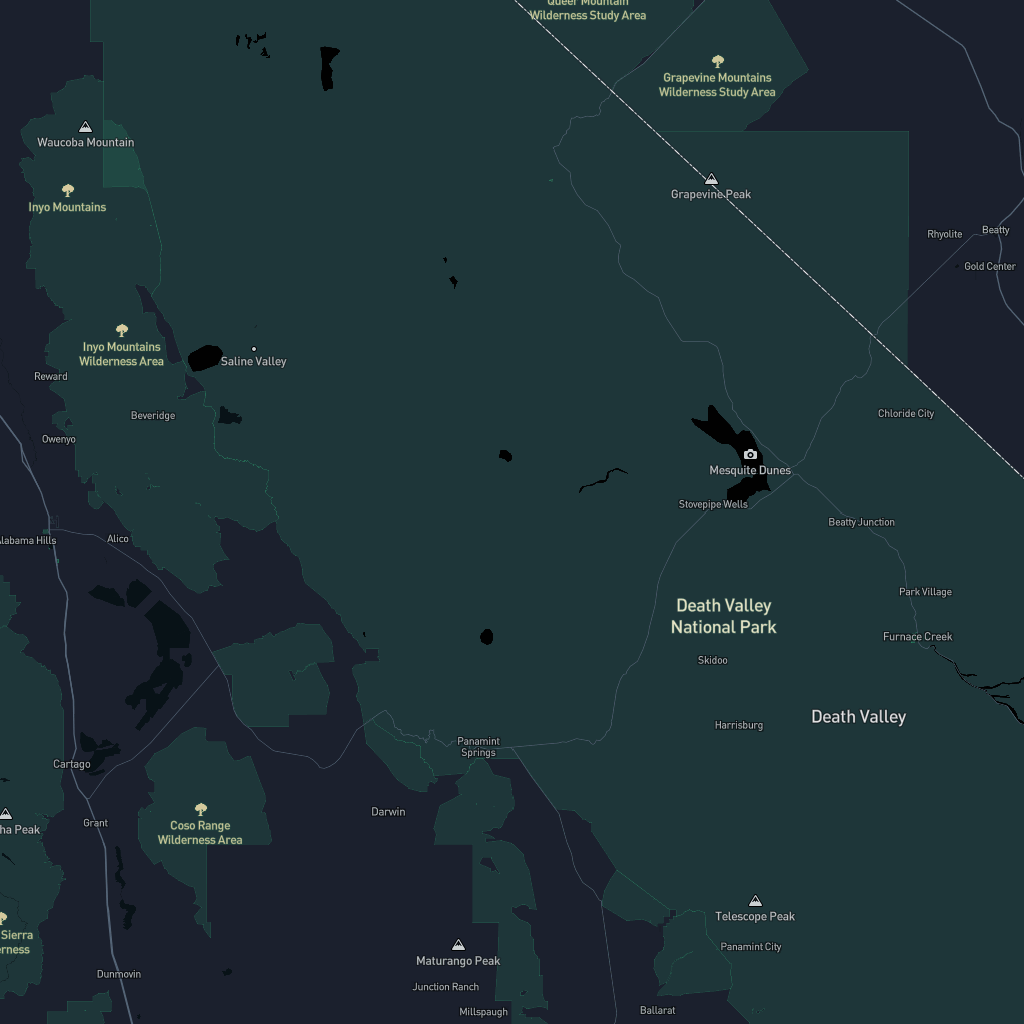 Queer Mountain
Wilderness Study Area
Grapevine Mountains
Wilderness Study Area
Waucoba Mountain
Grapevine Peak
Inyo Mountains
Rhyolite
Beatty
Gold Center
Inyo Mountains
Wilderness Area
Saline Valley
Reward
Beveridge
Chloride City
Owenyo
Mesquite Dunes
Stovepipe Wells
Beatty Junction
Alabama Hills
Alico
Park Village
Death Valley
National Park
Furnace Creek
Skidoo
Death Valley
Harrisburg
Panamint
Springs
Cartago
Darwin
Grant
ha Peak
Coso Range
Wilderness Area
Telescope Peak
Sierra
erness
Panamint City
Maturango Peak
Dunmovin
Junction Ranch
Millspaugh
Ballarat